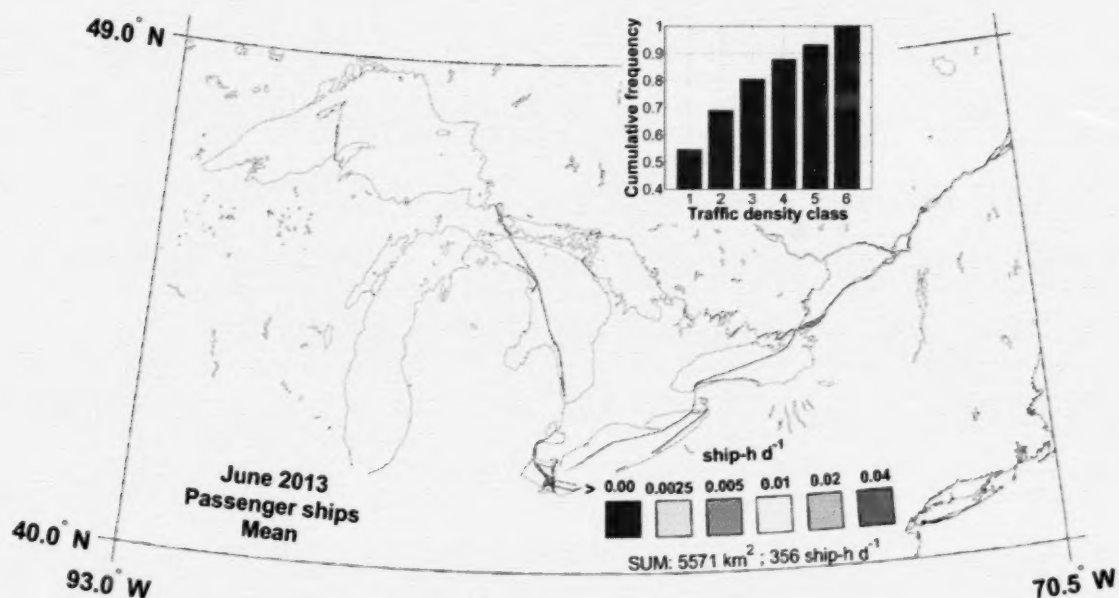 49.0° N
1
0.9
0.8
0.7
0.6
0.5
0.4
Cumulative frequency
1 2 3 4 5 6
Traffic density class
June 2013
Passenger ships
Mean
ship-h d⁻¹
> 0.00 0.0025 0.005 0.01 0.02 0.04
SUM: 5571 km² ; 356 ship-h d⁻¹
40.0° N
93.0° W
70.5° W